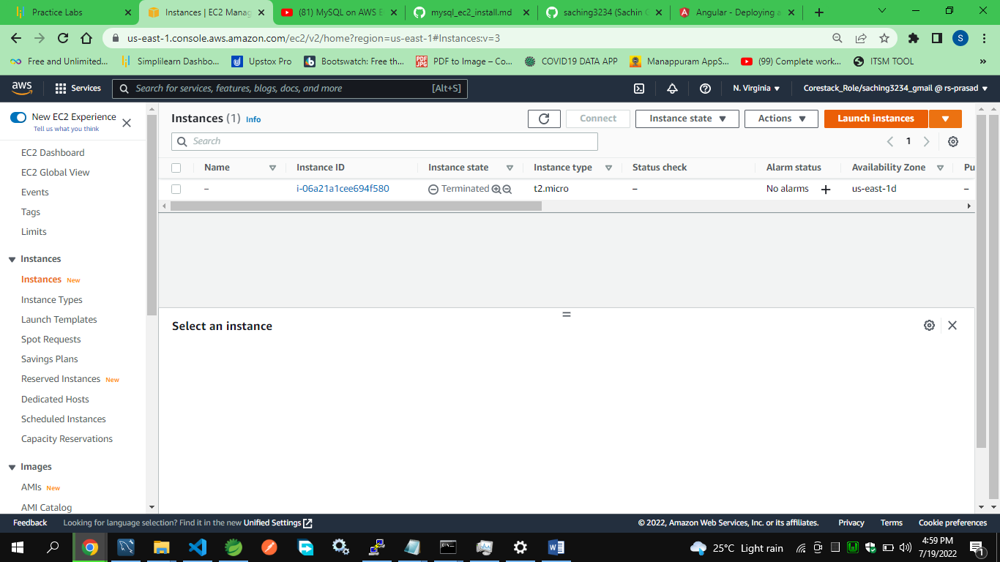 Practice Labs
Instances | EC2 Manag
(81) MySQL on AWS E
mysql_ec2_install.md
saching3234 (Sachin G
Angular - Deploying a
us-east-1.console.aws.amazon.com/ec2/v2/home?region=us-east-1#Instances:v=3
S
Free and Unlimited...
Simplilearn Dashbo...
Upstox Pro
Bootswatch: Free th...
PDF to Image – Co...
COVID19 DATA APP
Manappuram AppS...
(99) Complete work...
ITSM TOOL
»
aws
Services
Search for services, features, blogs, docs, and more
[Alt+S]
N. Virginia
Corestack_Role/saching3234_gmail @ rs-prasad
New EC2 Experience
Tell us what you think
EC2 Dashboard
EC2 Global View
Events
Tags
Limits
Instances
Instances New
Instance Types
Launch Templates
Spot Requests
Savings Plans
Reserved Instances New
Dedicated Hosts
Scheduled Instances
Capacity Reservations
Images
AMIs New
AMI Catalog
Instances (1) Info
Connect
Instance state
Actions
Launch instances
Search
1
Name
Instance ID
Instance state
Instance type
Status check
Alarm status
Availability Zone
Pu
–
i-06a21a1cee694f580
Terminated
t2.micro
–
No alarms
us-east-1d
–
Select an instance
Feedback
Looking for language selection? Find it in the new Unified Settings
© 2022, Amazon Web Services, Inc. or its affiliates.
Privacy
Terms
Cookie preferences
25°C Light rain
4:59 PM
7/19/2022
1